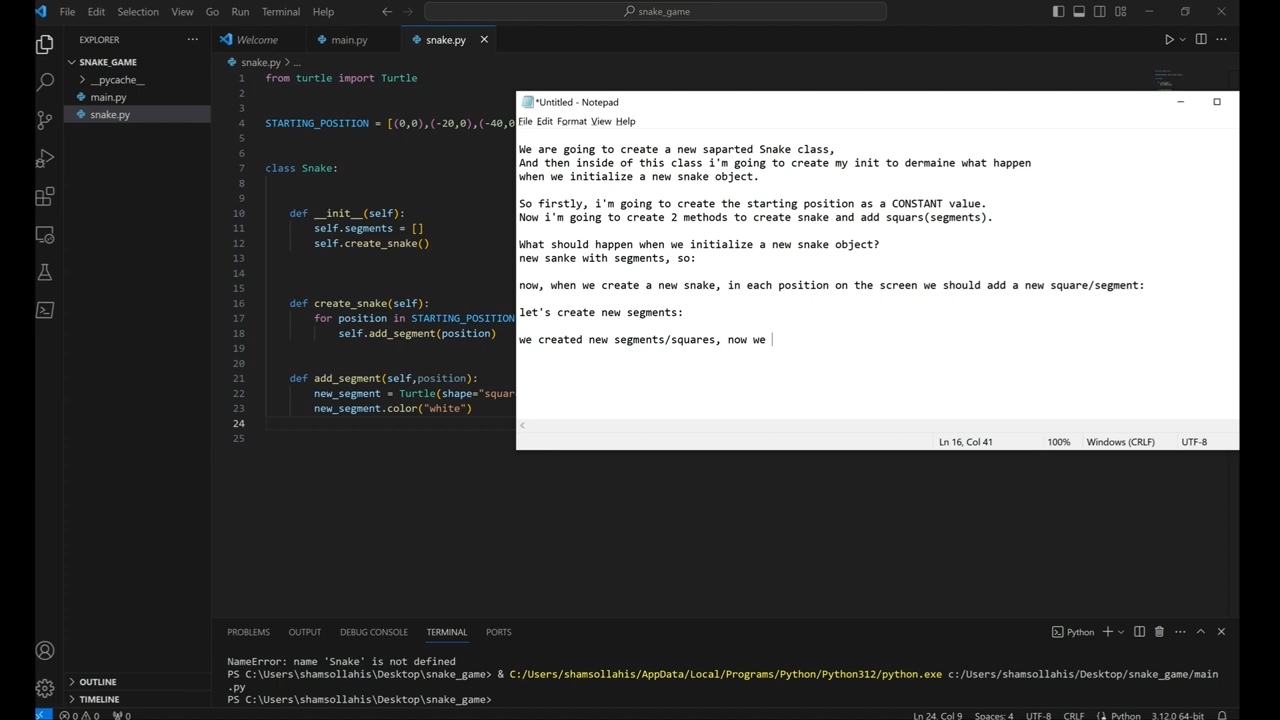 File Edit Selection View Go Run Terminal Help
snake_game
EXPLORER
Welcome
main.py
snake.py
SNAKE_GAME
snake.py > ...
__pycache__
main.py
snake.py
1 from turtle import Turtle
2
3
4 STARTING_POSITION = [(0,0),(-20,0),(-40,0
5
6
7 class Snake:
8
9
10 def __init__(self):
11 self.segments = []
12 self.create_snake()
13
14
15
16 def create_snake(self):
17 for position in STARTING_POSITION
18 self.add_segment(position)
19
20
21 def add_segment(self,position):
22 new_segment = Turtle(shape="squar
23 new_segment.color("white")
24
25
*Untitled - Notepad
File Edit Format View Help
We are going to create a new saparted Snake class,
And then inside of this class i'm going to create my init to dermaine what happen
when we initialize a new snake object.
So firstly, i'm going to create the starting position as a CONSTANT value.
Now i'm going to create 2 methods to create snake and add squars(segments).
What should happen when we initialize a new snake object?
new sanke with segments, so:
now, when we create a new snake, in each position on the screen we should add a new square/segment:
let's create new segments:
we created new segments/squares, now we
Ln 16, Col 41 100% Windows (CRLF) UTF-8
PROBLEMS OUTPUT DEBUG CONSOLE TERMINAL PORTS
Python
NameError: name 'Snake' is not defined
PS C:\Users\shamsollahis\Desktop\snake_game> & C:/Users/shamsollahis/AppData/Local/Programs/Python/Python312/python.exe c:/Users/shamsollahis/Desktop/snake_game/main
.py
PS C:\Users\shamsollahis\Desktop\snake_game>
OUTLINE
TIMELINE
0 0 0 Ln 24, Col 9 Spaces: 4 UTF-8 CRLF Python 3.12.0 64-bit